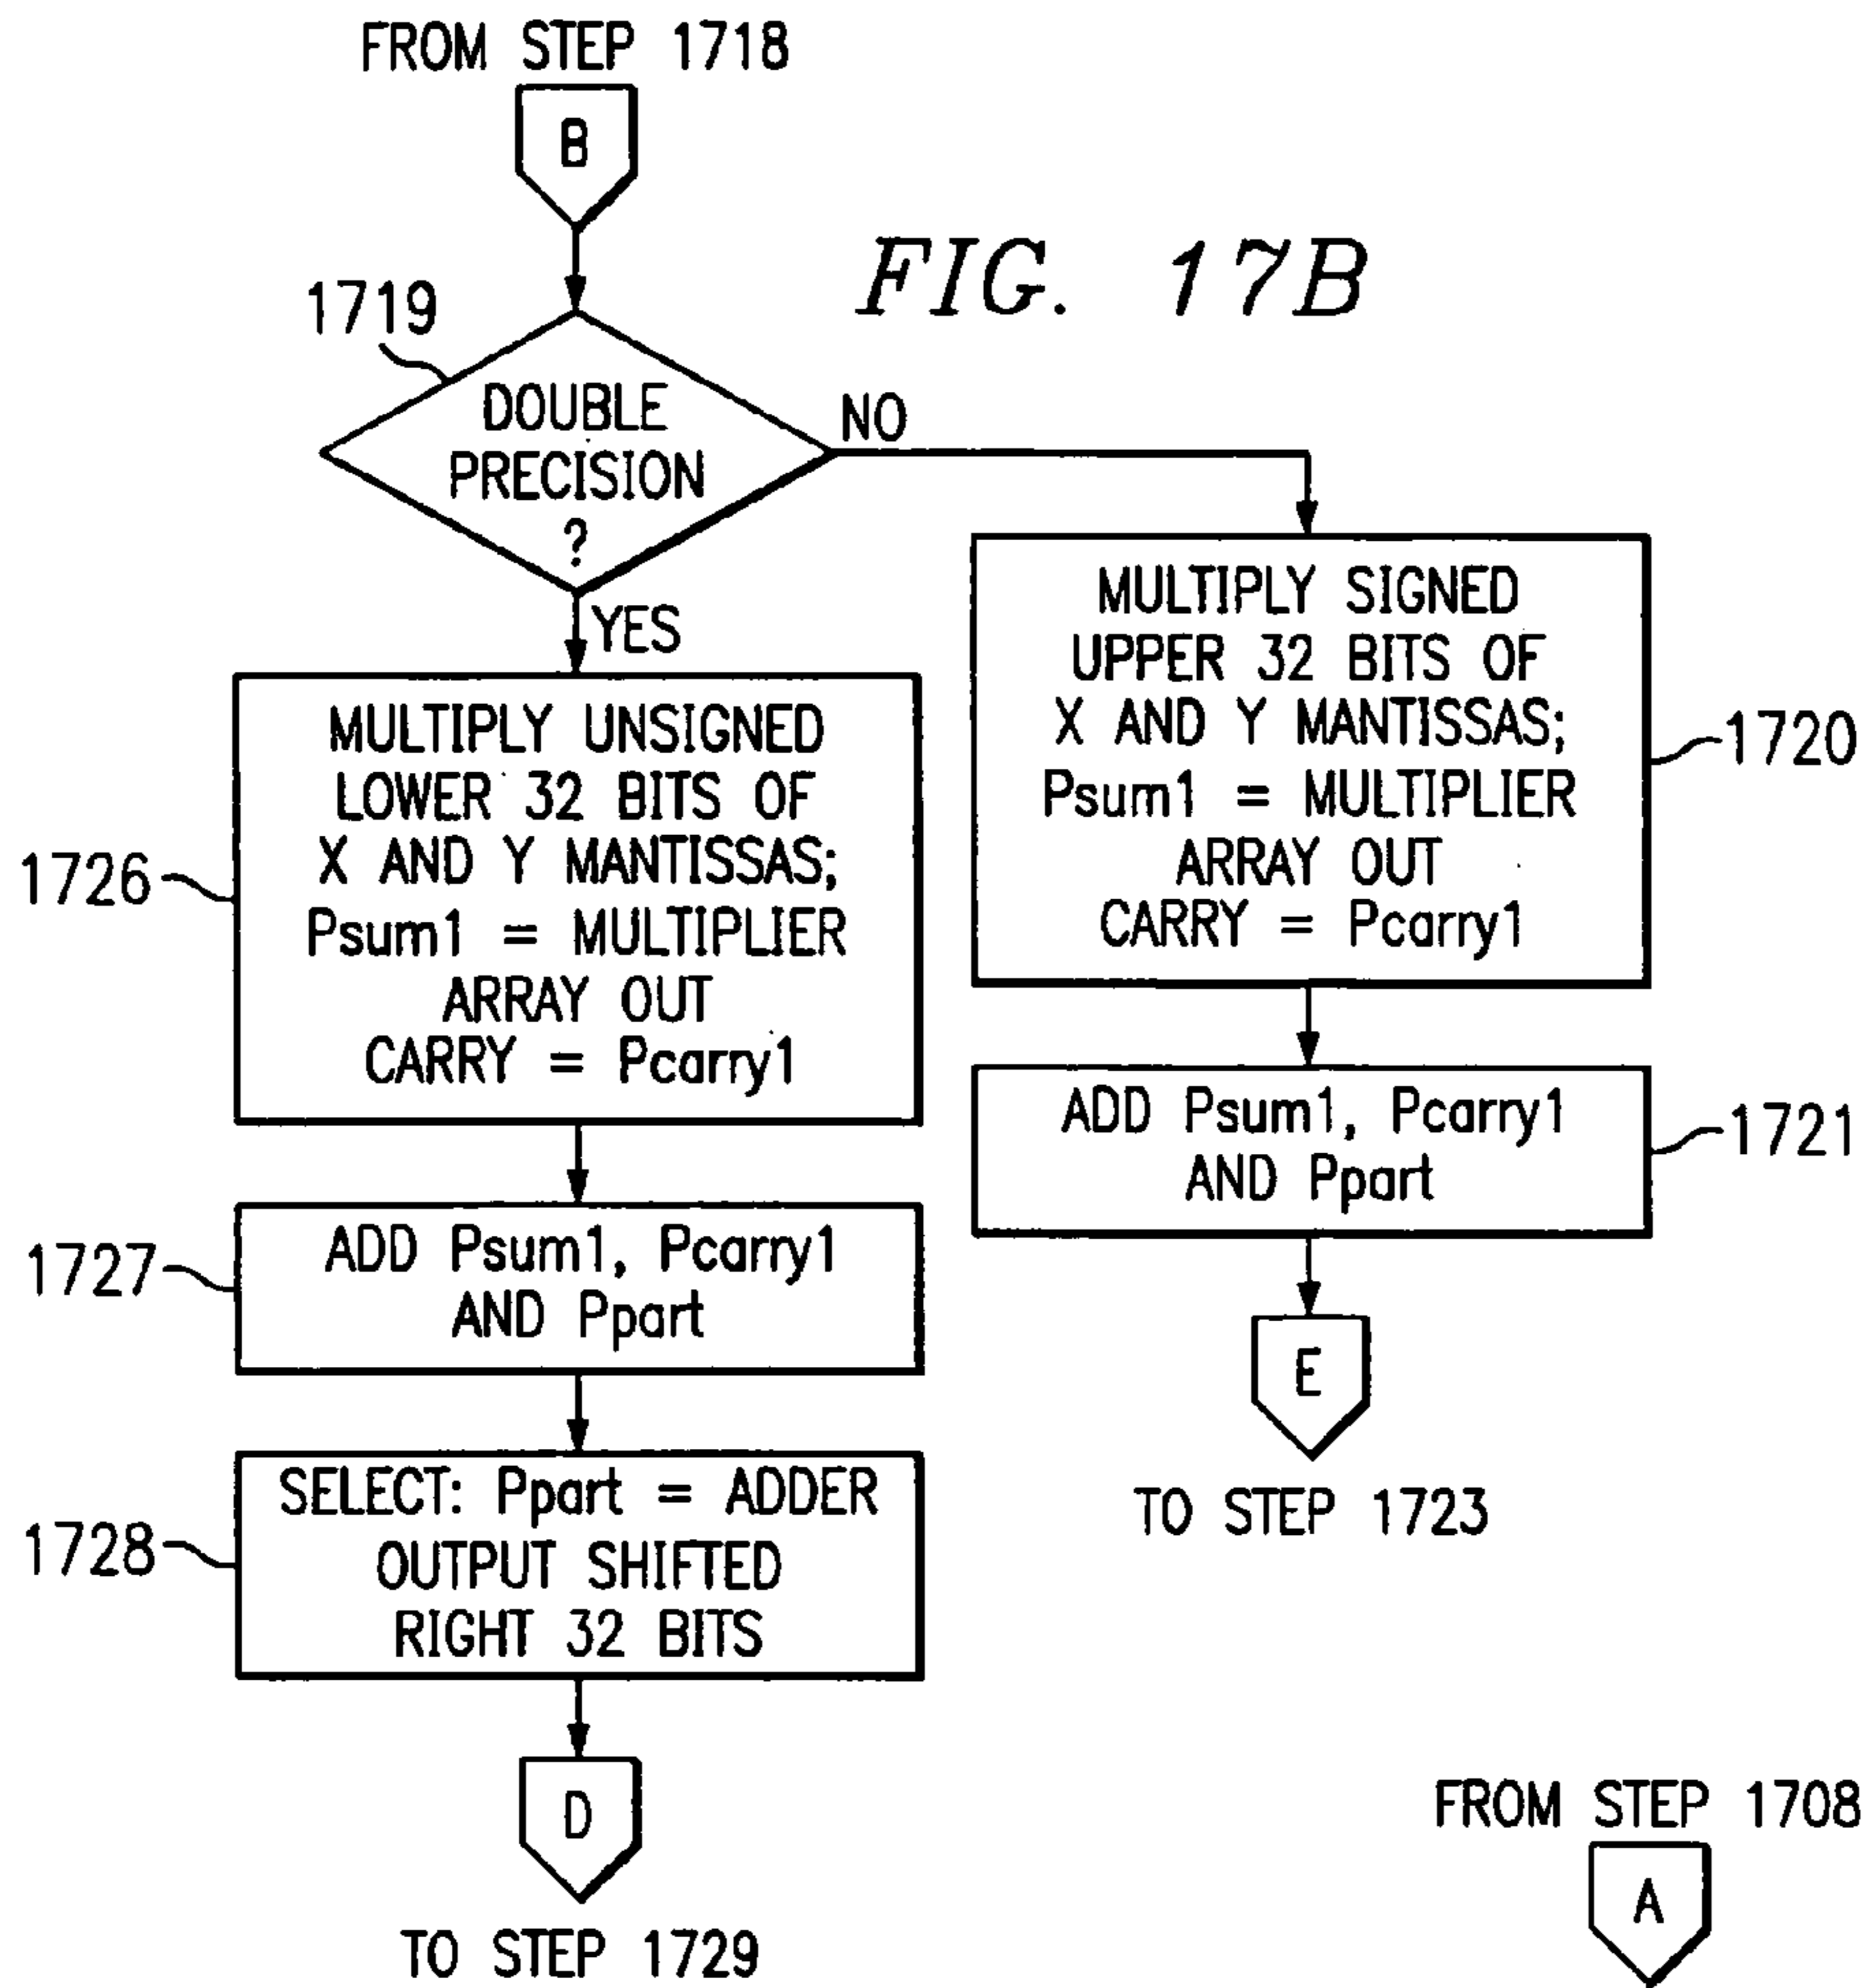 FROM STEP 1718
B
FIG. 17B
1719
DOUBLE
PRECISION
?
NO
YES
MULTIPLY SIGNED
UPPER 32 BITS OF
X AND Y MANTISSAS;
Psum1 = MULTIPLIER
ARRAY OUT
CARRY = Pcarry1
1720
MULTIPLY UNSIGNED
LOWER 32 BITS OF
X AND Y MANTISSAS;
Psum1 = MULTIPLIER
ARRAY OUT
CARRY = Pcarry1
1726
ADD Psum1, Pcarry1
AND Ppart
1721
ADD Psum1, Pcarry1
AND Ppart
1727
E
TO STEP 1723
SELECT: Ppart = ADDER
OUTPUT SHIFTED
RIGHT 32 BITS
1728
D
TO STEP 1729
FROM STEP 1708
A